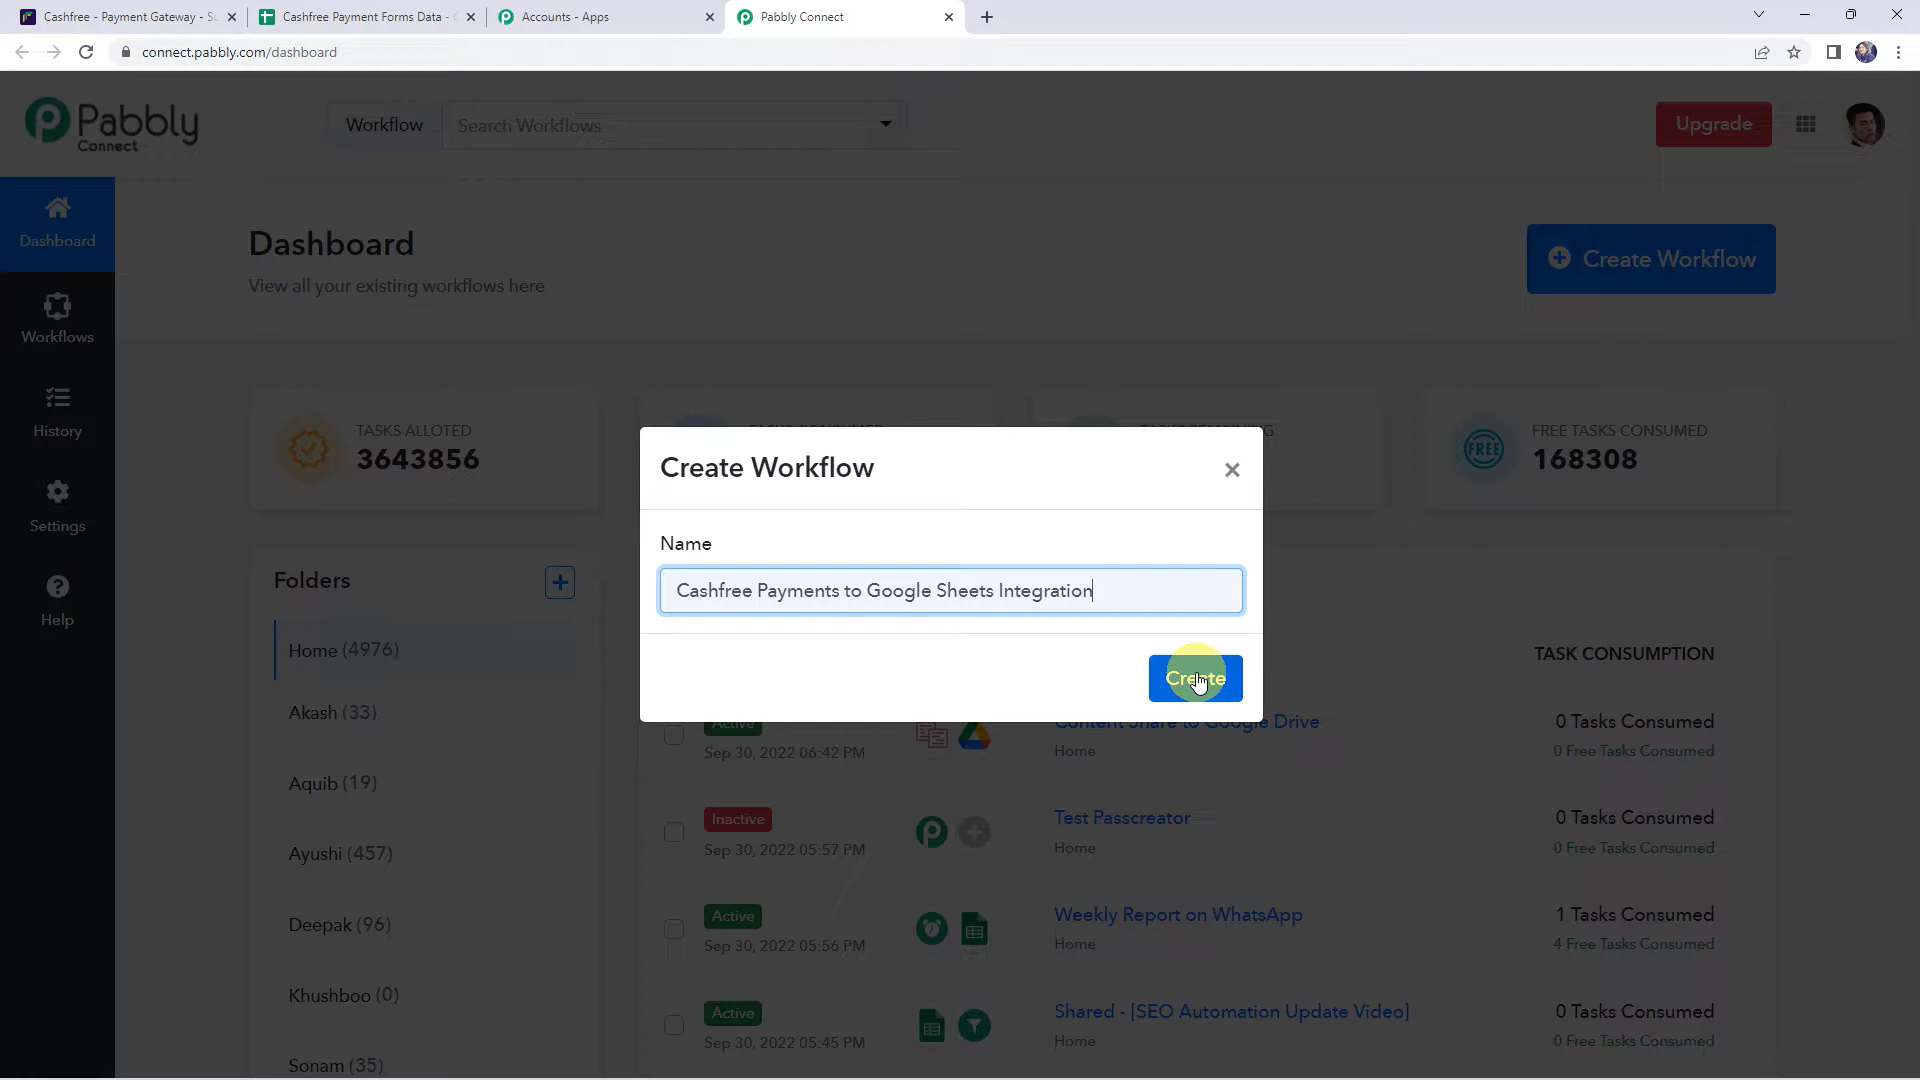 Cashfree - Payment Gateway - Su
Cashfree Payment Forms Data -
Accounts - Apps
Pabbly Connect
connect.pabbly.com/dashboard
Pabbly
Connect
Workflow
Search Workflows
Upgrade
Dashboard
Workflows
History
Settings
Help
Dashboard
View all your existing workflows here
Create Workflow
TASKS ALLOTED
3643856
FREE TASKS CONSUMED
168308
FREE
Create Workflow
×
Name
Cashfree Payments to Google Sheets Integration
Create
Folders
Home (4976)
Akash (33)
Aquib (19)
Ayushi (457)
Deepak (96)
Khushboo (0)
Sonam (35)
TASK CONSUMPTION
Active
Sep 30, 2022 06:42 PM
Content Share to Google Drive
Home
0 Tasks Consumed
0 Free Tasks Consumed
Inactive
Sep 30, 2022 05:57 PM
Test Passcreator
Home
0 Tasks Consumed
0 Free Tasks Consumed
Active
Sep 30, 2022 05:56 PM
Weekly Report on WhatsApp
Home
1 Tasks Consumed
4 Free Tasks Consumed
Active
Sep 30, 2022 05:45 PM
Shared - [SEO Automation Update Video]
Home
0 Tasks Consumed
0 Free Tasks Consumed